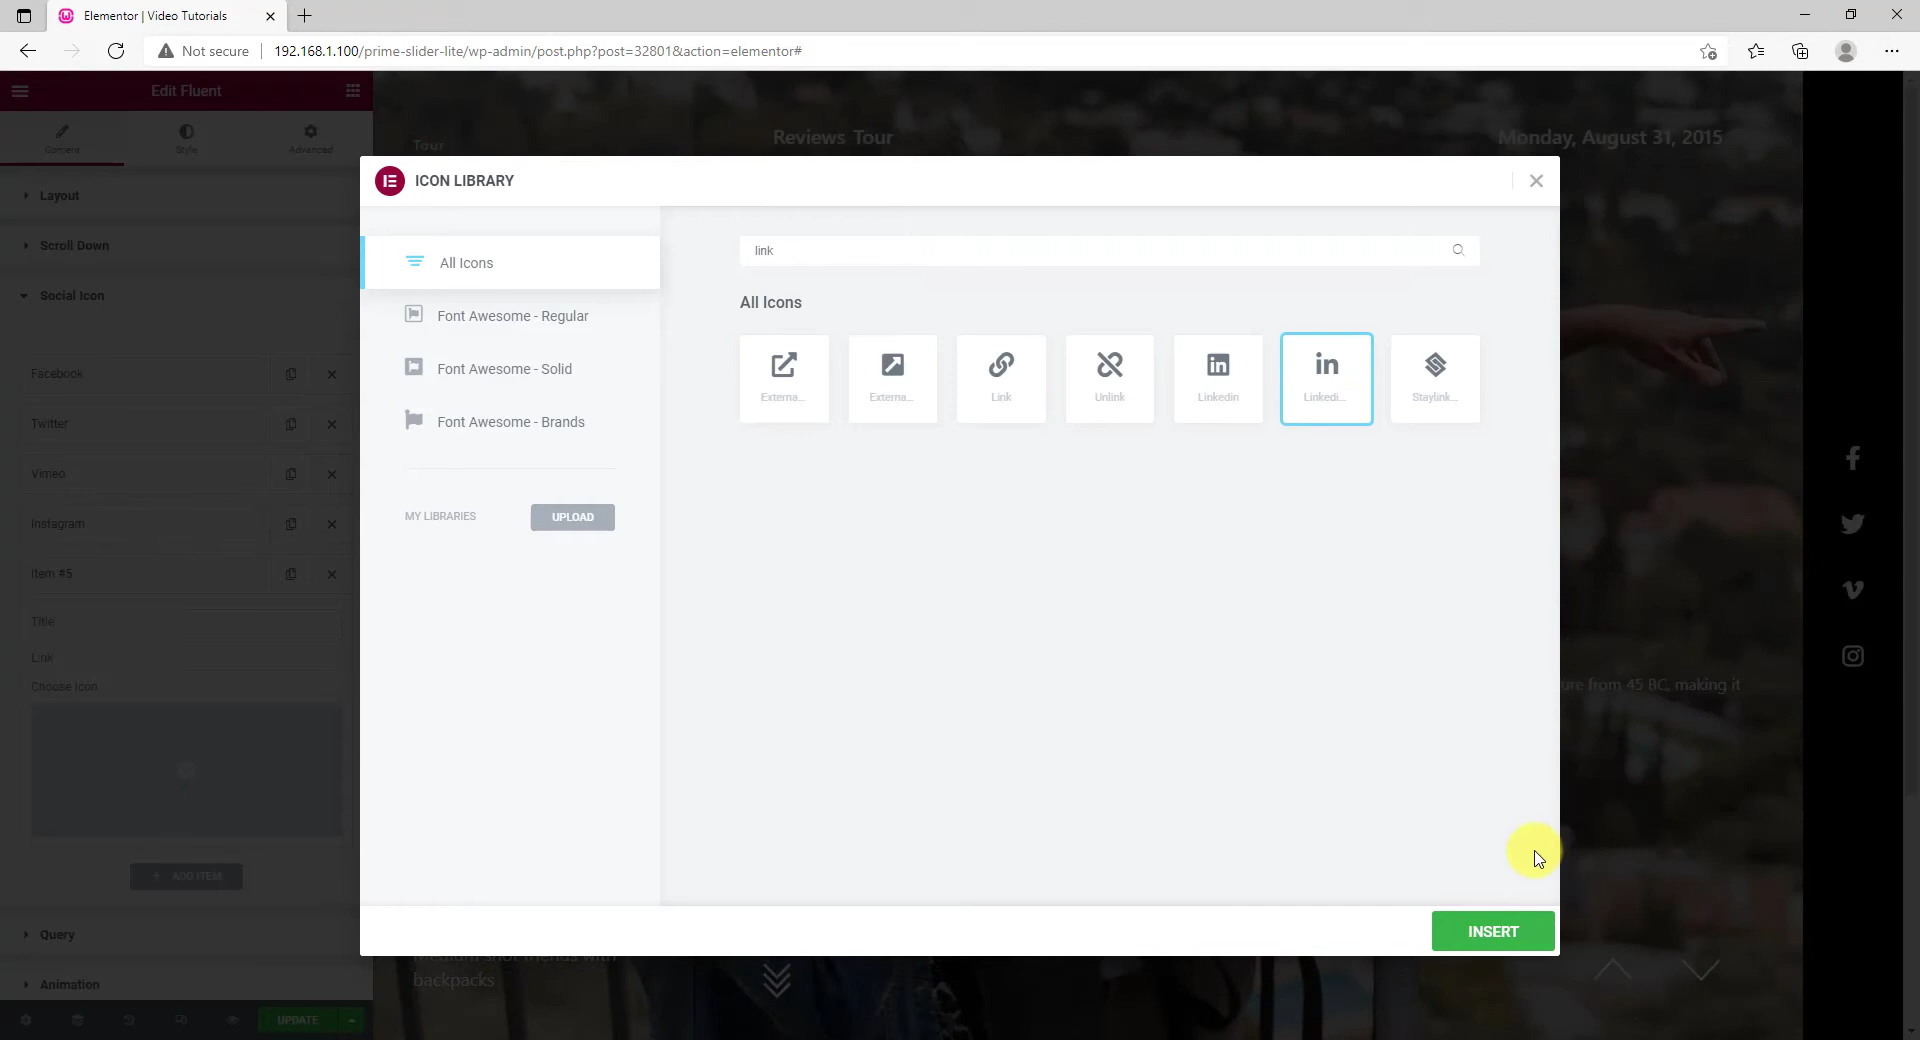 Elementor | Video Tutorials
Not secure
192.168.1.100/prime-slider-lite/wp-admin/post.php?post=32801&action=elementor#
Edit Fluent
Content
Style
Advanced
Layout
Scroll Down
Social Icon
Facebook
Twitter
Vimeo
Instagram
Item #5
Title
Link
Choose Icon
+ ADD ITEM
Query
Animation
UPDATE
Tour
Reviews Tour
Monday, August 31, 2015
ICON LIBRARY
All Icons
Font Awesome - Regular
Font Awesome - Solid
Font Awesome - Brands
MY LIBRARIES
UPLOAD
link
All Icons
Externa...
Externa...
Link
Unlink
Linkedin
Linkedi...
Staylink...
INSERT
from 45 BC, making it
Medium shot friends with
backpacks